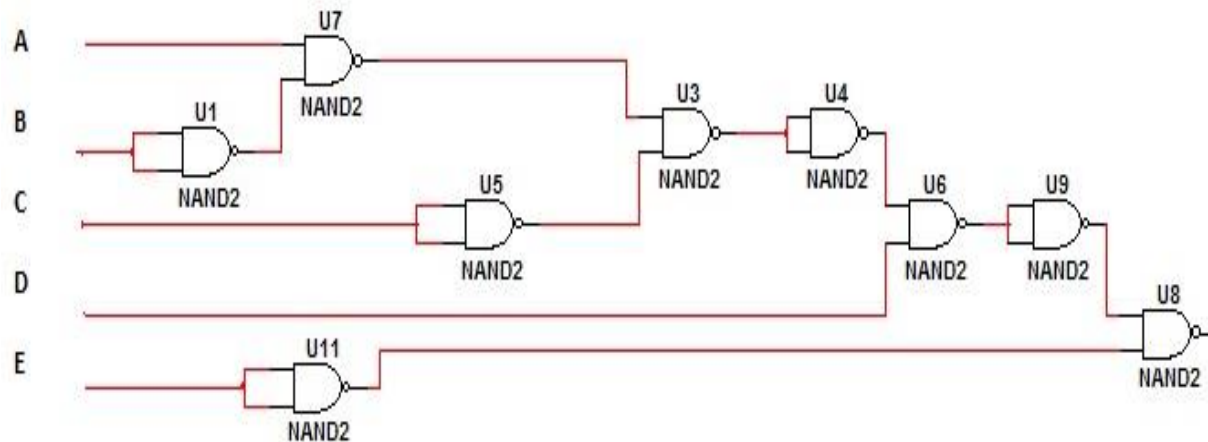 A
U7
NAND2
B
U1
NAND2
U3
NAND2
U4
NAND2
C
U5
NAND2
U6
NAND2
U9
NAND2
D
U8
NAND2
E
U11
NAND2